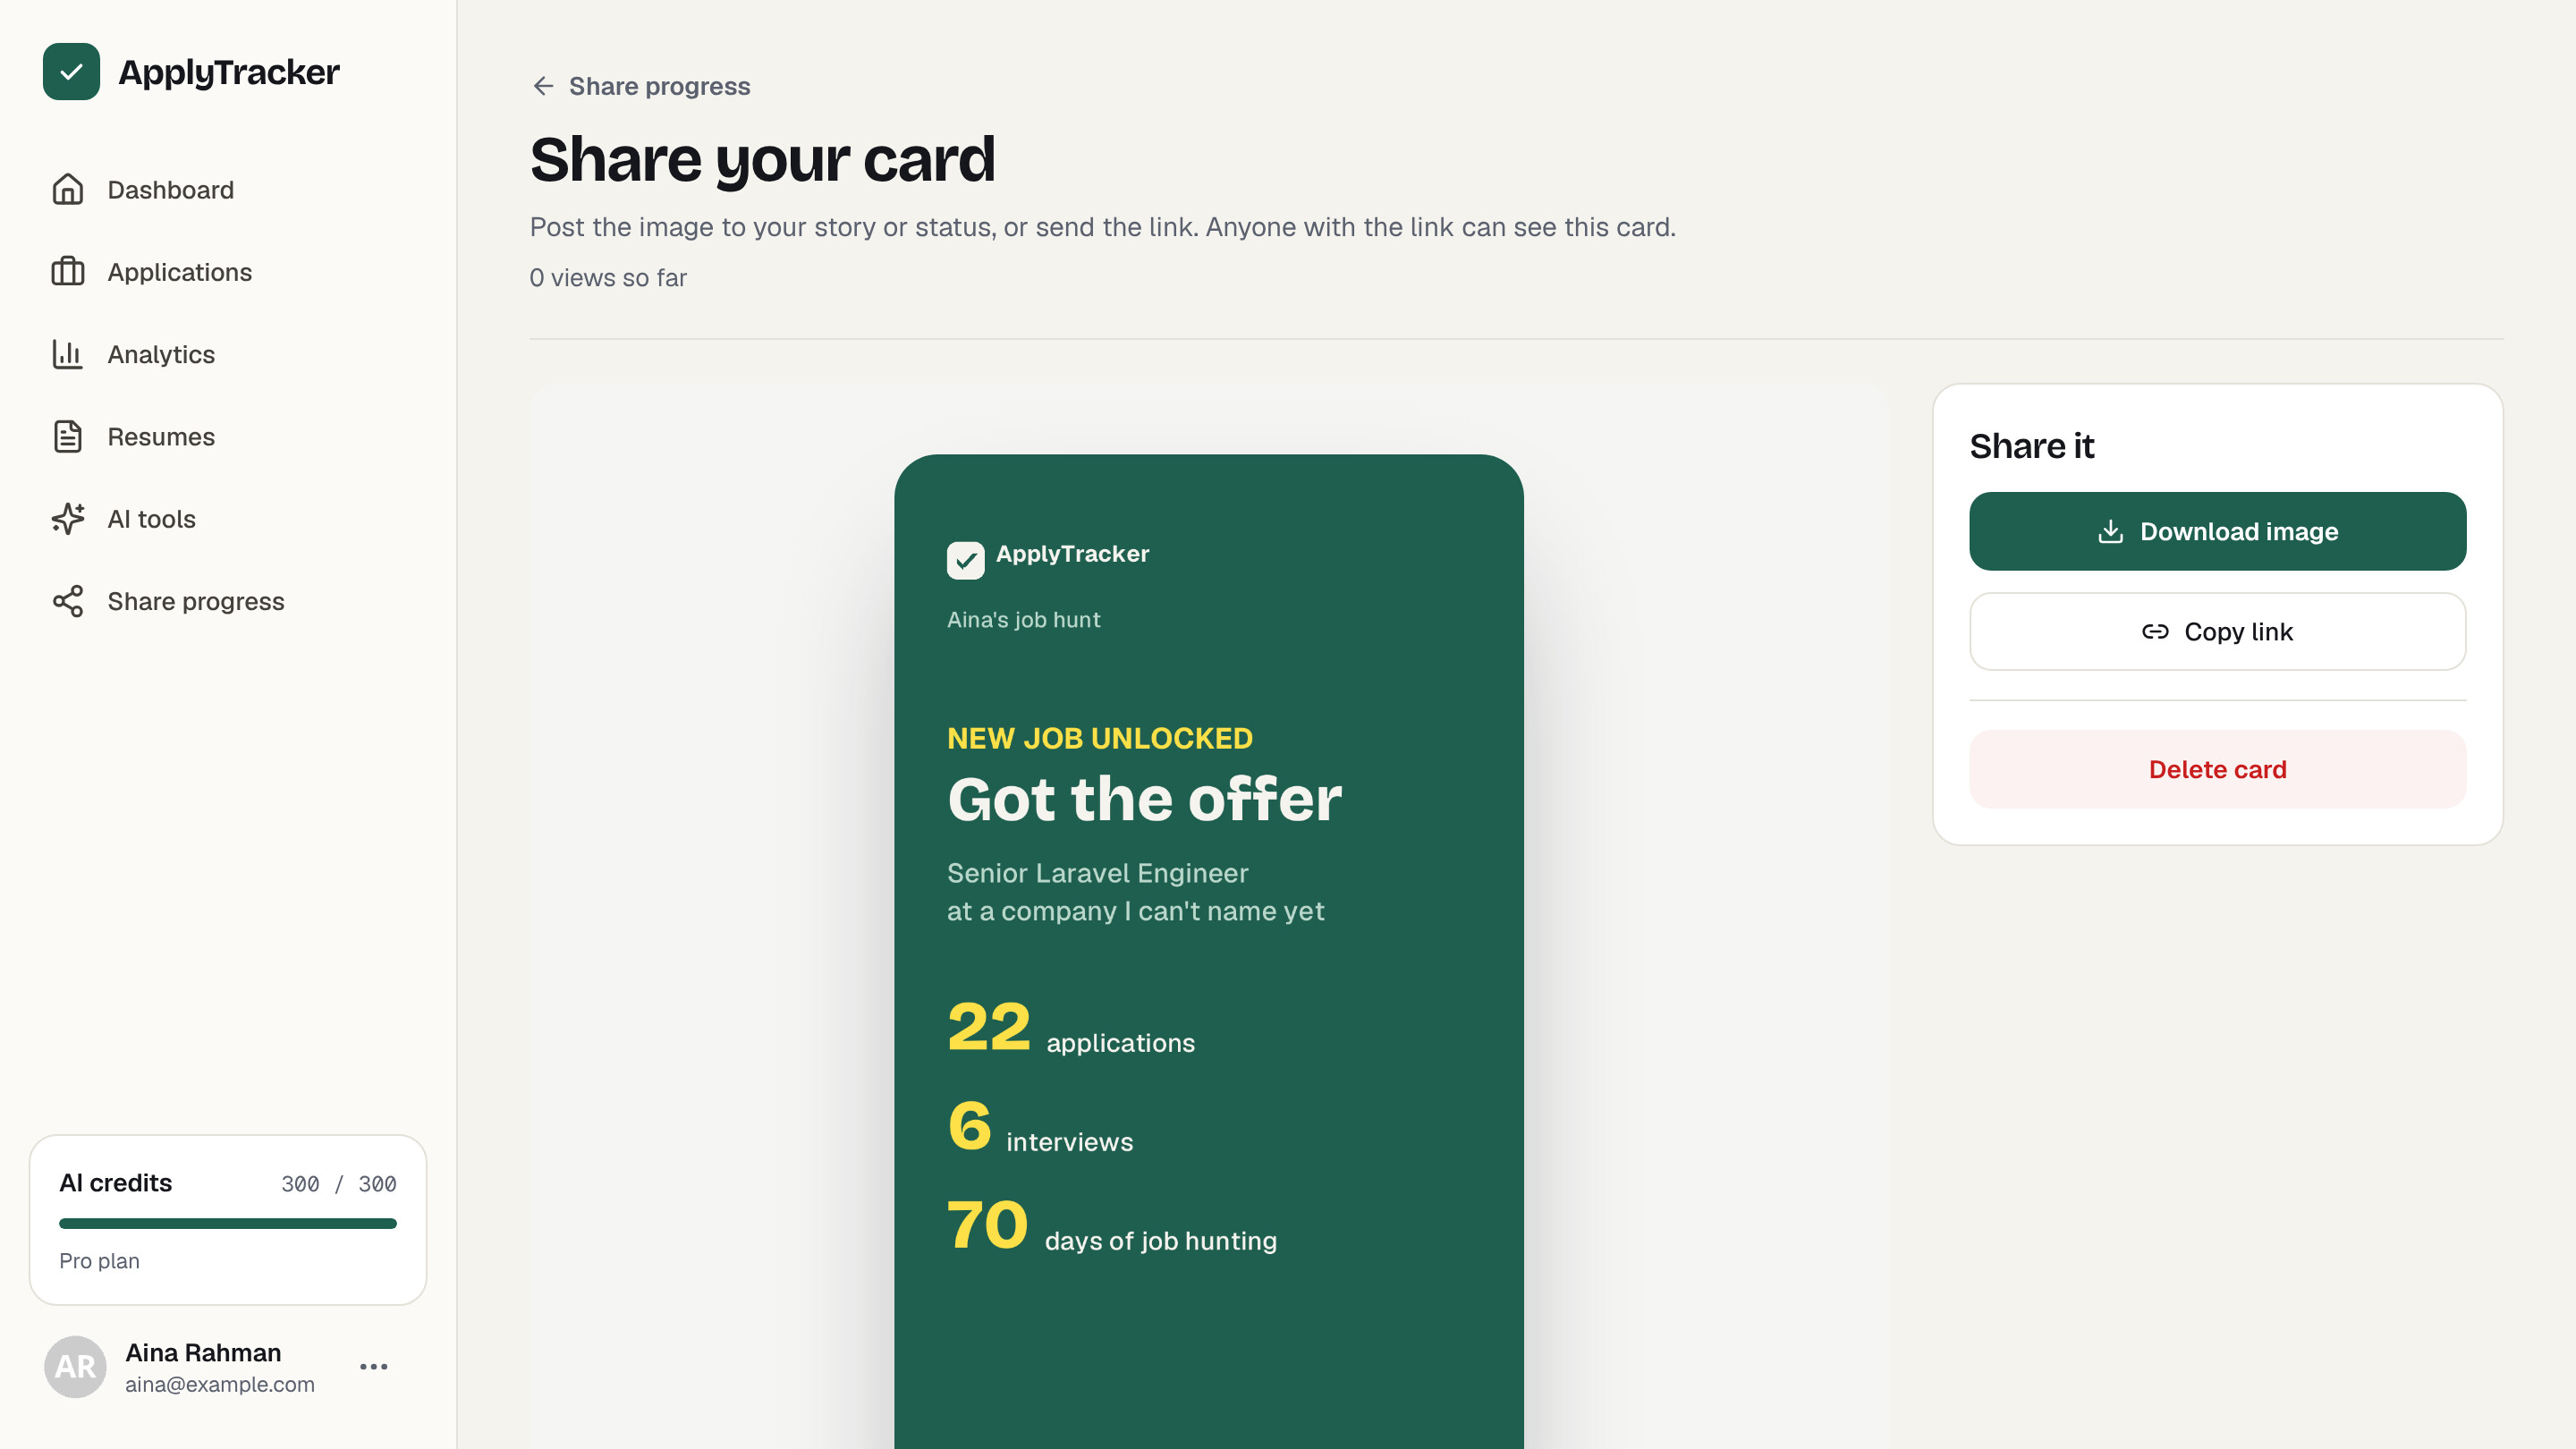 ApplyTracker
Dashboard
Applications
Analytics
Resumes
AI tools
Share progress
AI credits 300 / 300
Pro plan
AR
Aina Rahman
aina@example.com
Share progress
Share your card
Post the image to your story or status, or send the link. Anyone with the link can see this card.
0 views so far
ApplyTracker
Aina's job hunt
NEW JOB UNLOCKED
Got the offer
Senior Laravel Engineer
at a company I can't name yet
22 applications
6 interviews
70 days of job hunting
Share it
Download image
Copy link
Delete card